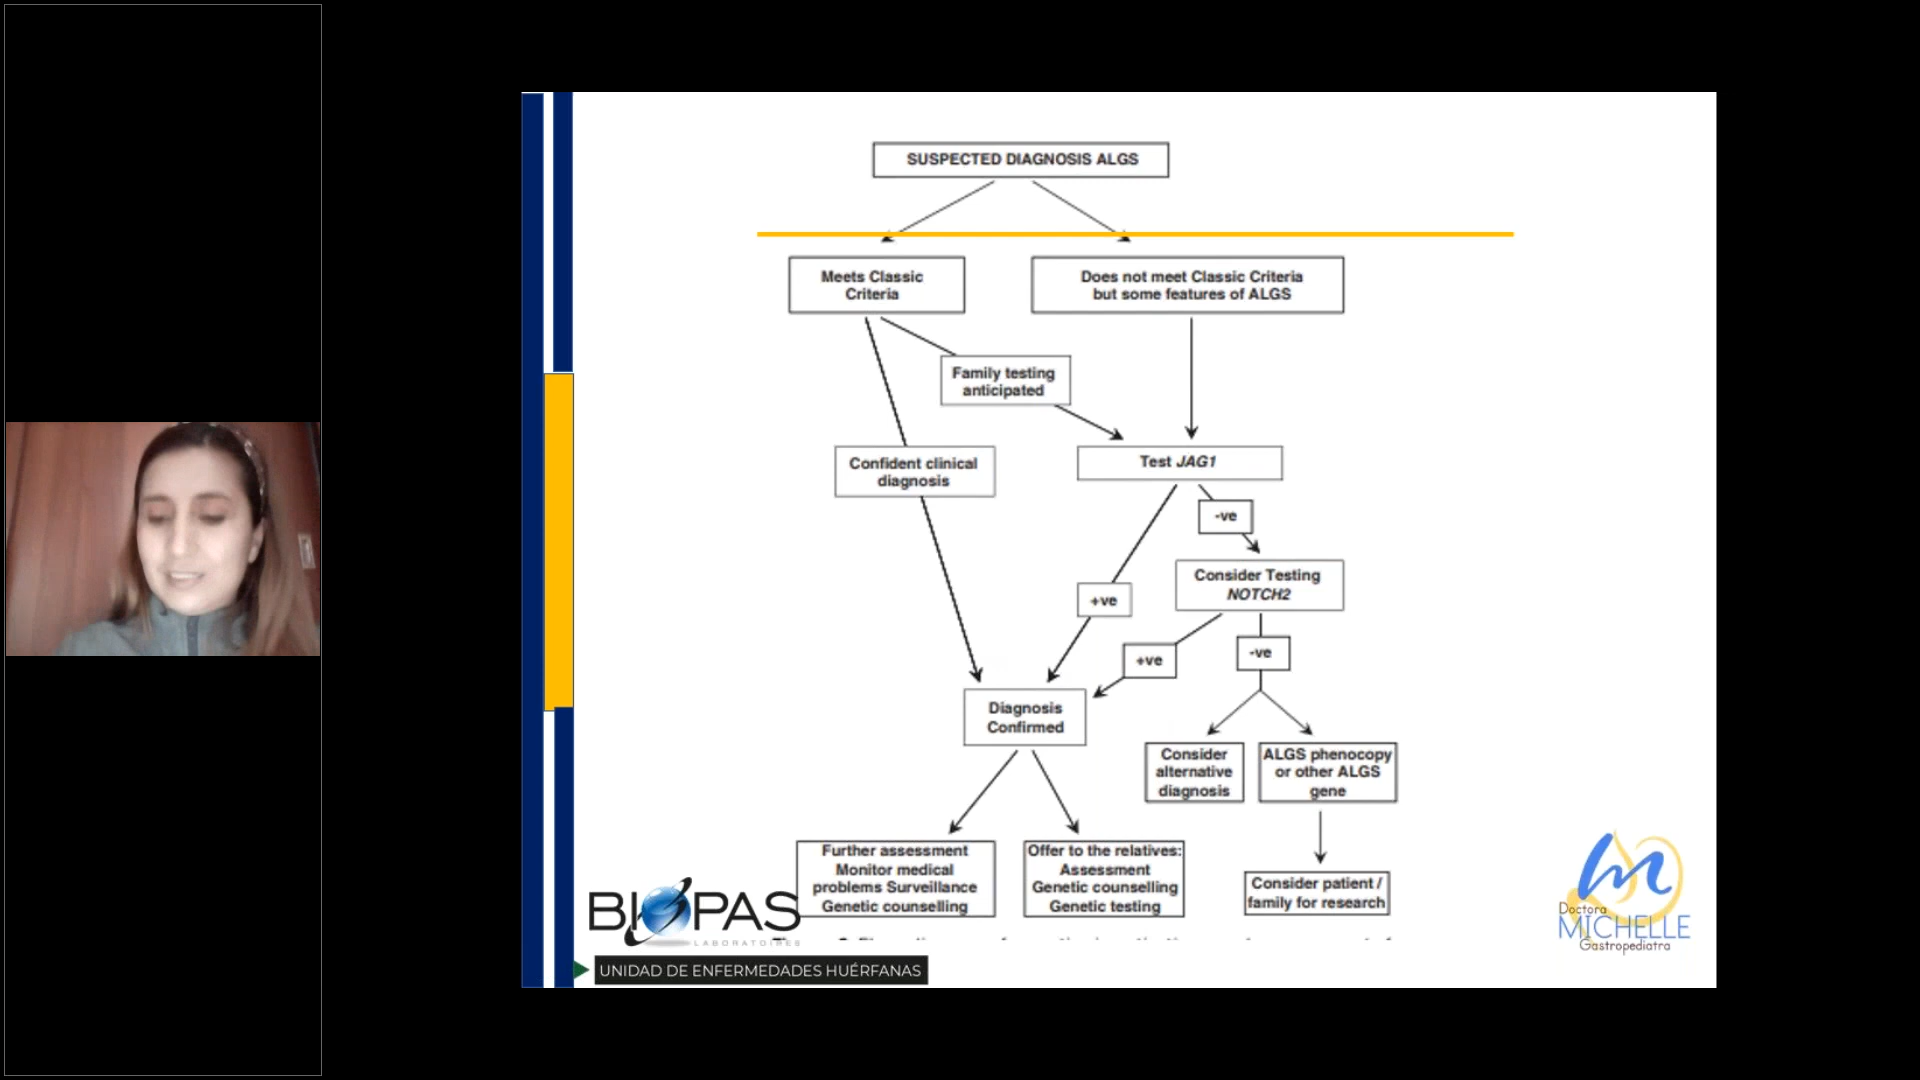 SUSPECTED DIAGNOSIS ALGS
Meets Classic
Criteria
Does not meet Classic Criteria
but some features of ALGS
Family testing
anticipated
Confident clinical
diagnosis
Test JAG1
-ve
Consider Testing
NOTCH2
+ve
+ve
-ve
Diagnosis
Confirmed
Consider
alternative
diagnosis
ALGS phenocopy
or other ALGS
gene
Further assessment
Monitor medical
problems Surveillance
Genetic counselling
Offer to the relatives:
Assessment
Genetic counselling
Genetic testing
Consider patient /
family for research
BIOPAS
LABORATOIRES
UNIDAD DE ENFERMEDADES HUÉRFANAS
m
Doctora
MICHELLE
Gastropediatra